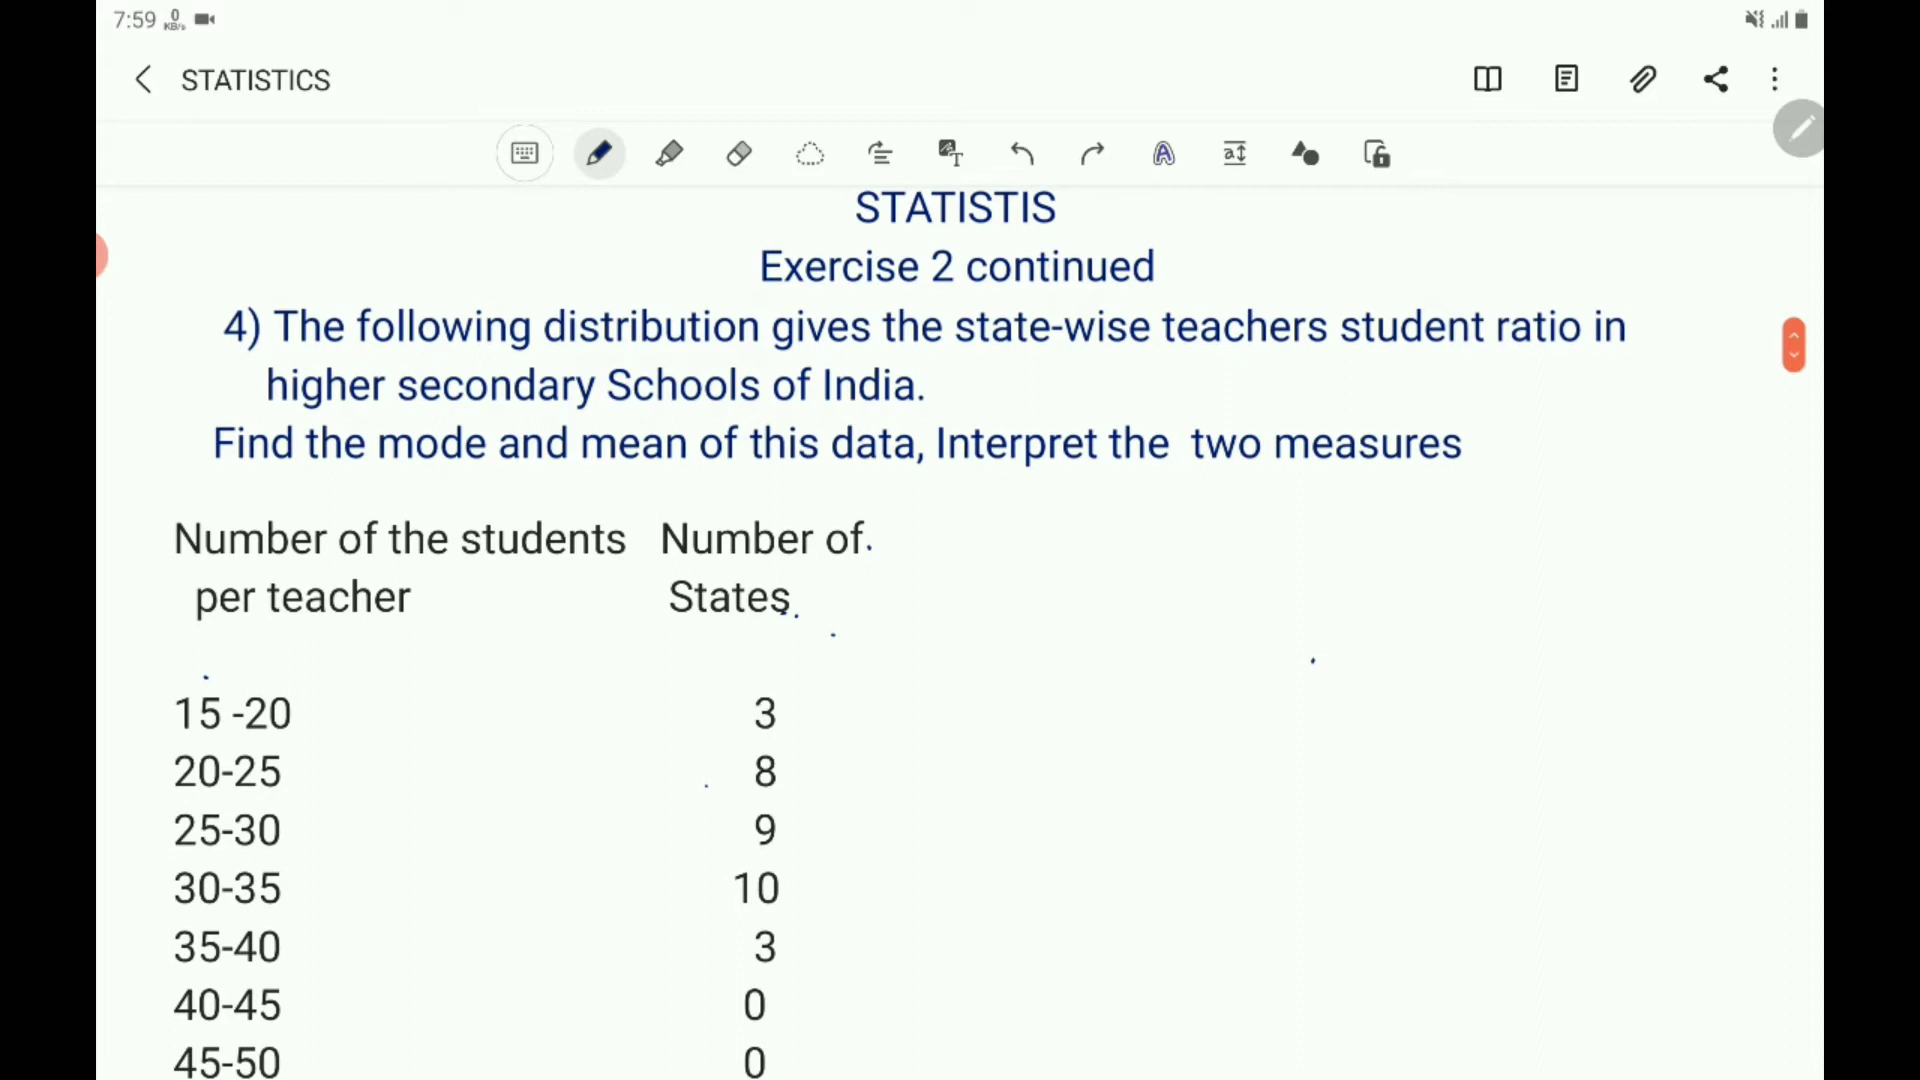 7:59 0 KB/s
STATISTICS
STATISTIS
Exercise 2 continued
4) The following distribution gives the state-wise teachers student ratio in
higher secondary Schools of India.
Find the mode and mean of this data, Interpret the two measures
Number of the students Number of.
per teacher States.
15 -20 3
20-25 8
25-30 9
30-35 10
35-40 3
40-45 0
45-50 0